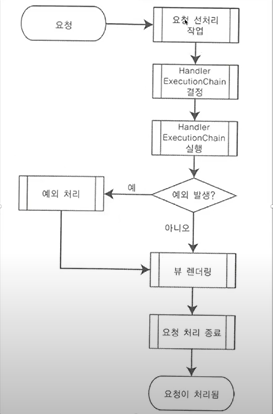 요청
요청 선처리
작업
Handler
ExecutionChain
결정
Handler
ExecutionChain
실행
예외 발생?
예
예외 처리
아니오
뷰 렌더링
요청 처리 종료
요청이 처리됨